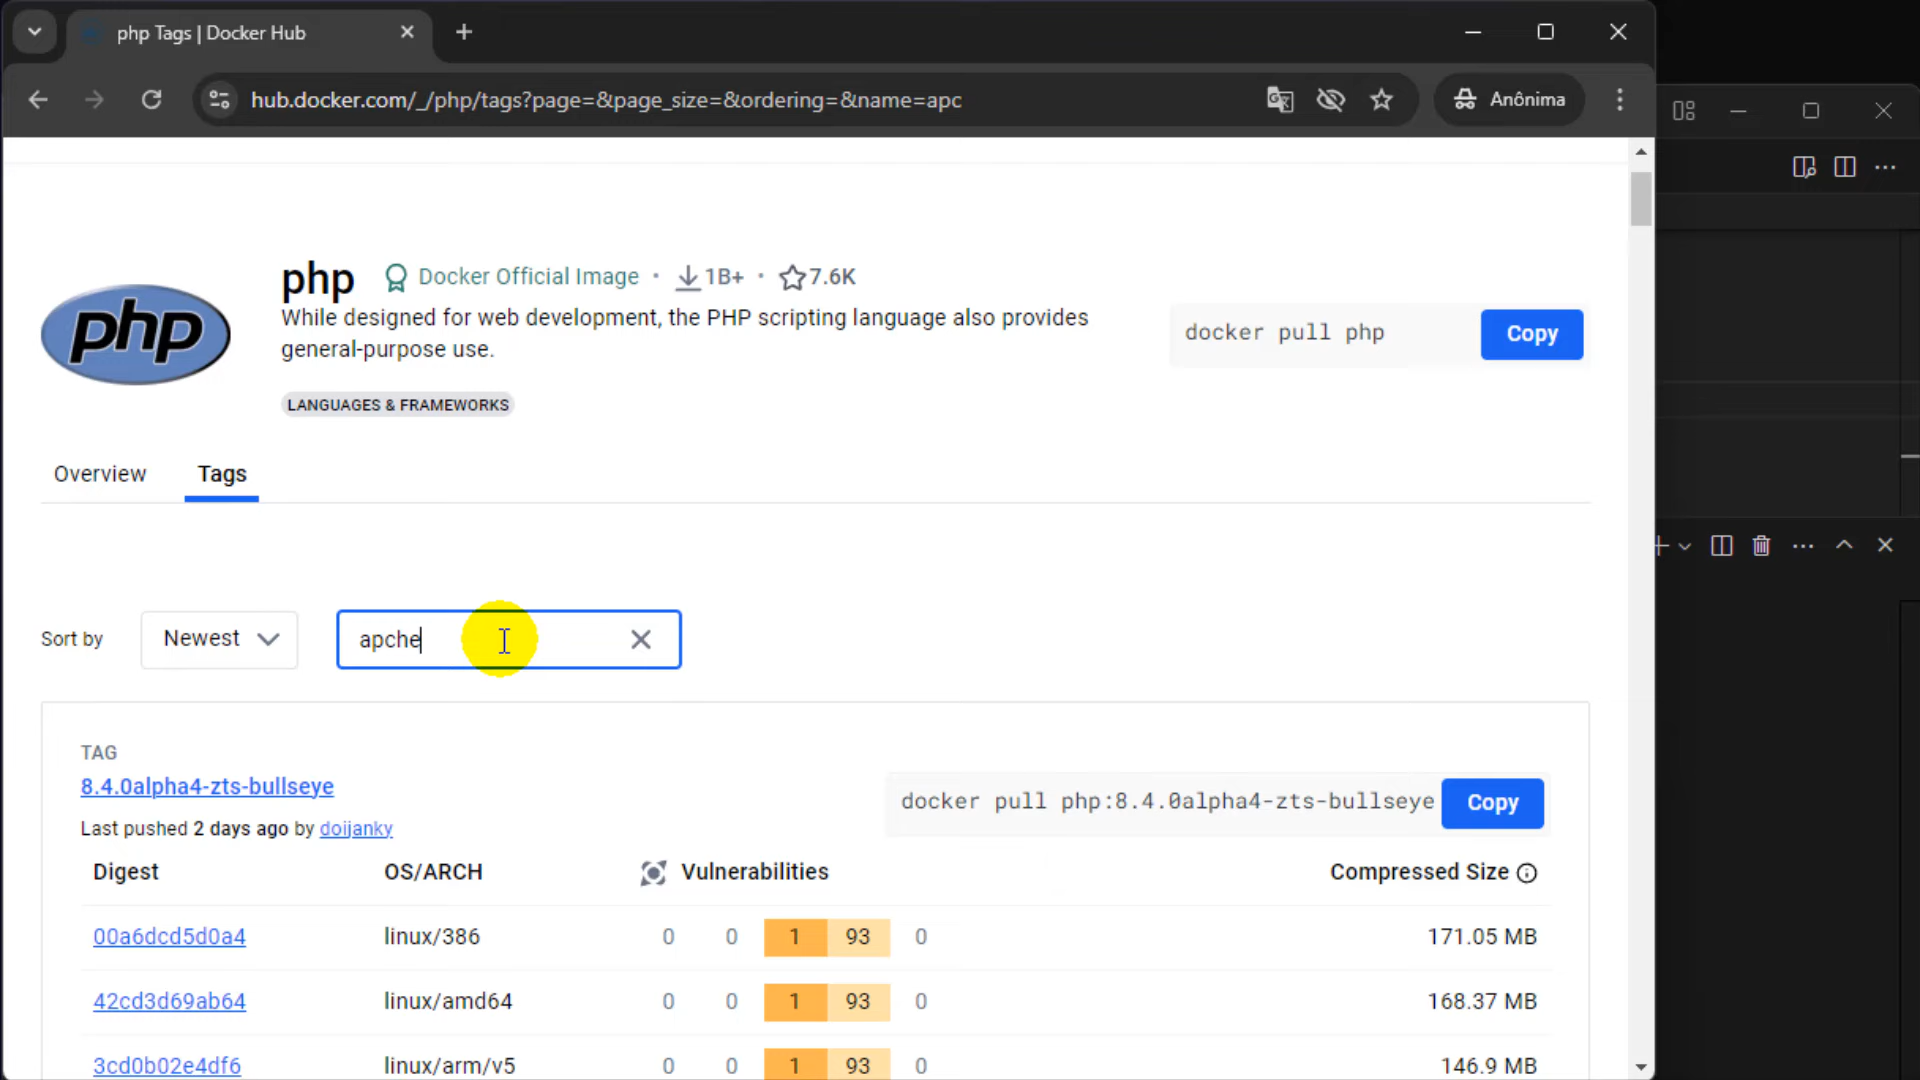 php Tags | Docker Hub
hub.docker.com/_/php/tags?page=&page_size=&ordering=&name=apc
Anônima
php
php
Docker Official Image · 1B+ · 7.6K
While designed for web development, the PHP scripting language also provides
general-purpose use.
docker pull php
Copy
LANGUAGES & FRAMEWORKS
Overview
Tags
Sort by
Newest
apche
TAG
8.4.0alpha4-zts-bullseye
docker pull php:8.4.0alpha4-zts-bullseye
Copy
Last pushed 2 days ago by doijanky
Digest OS/ARCH Vulnerabilities Compressed Size
00a6dcd5d0a4 linux/386 0 0 1 93 0 171.05 MB
42cd3d69ab64 linux/amd64 0 0 1 93 0 168.37 MB
3cd0b02e4df6 linux/arm/v5 0 0 1 93 0 146.9 MB